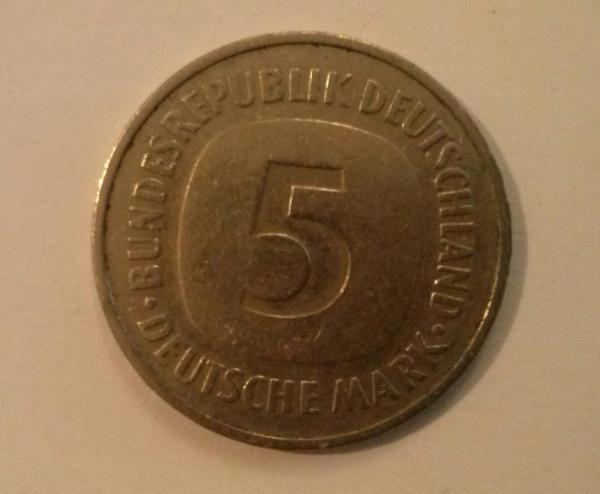 BUNDESREPUBLIK DEUTSCHLAND
5
DEUTSCHE MARK